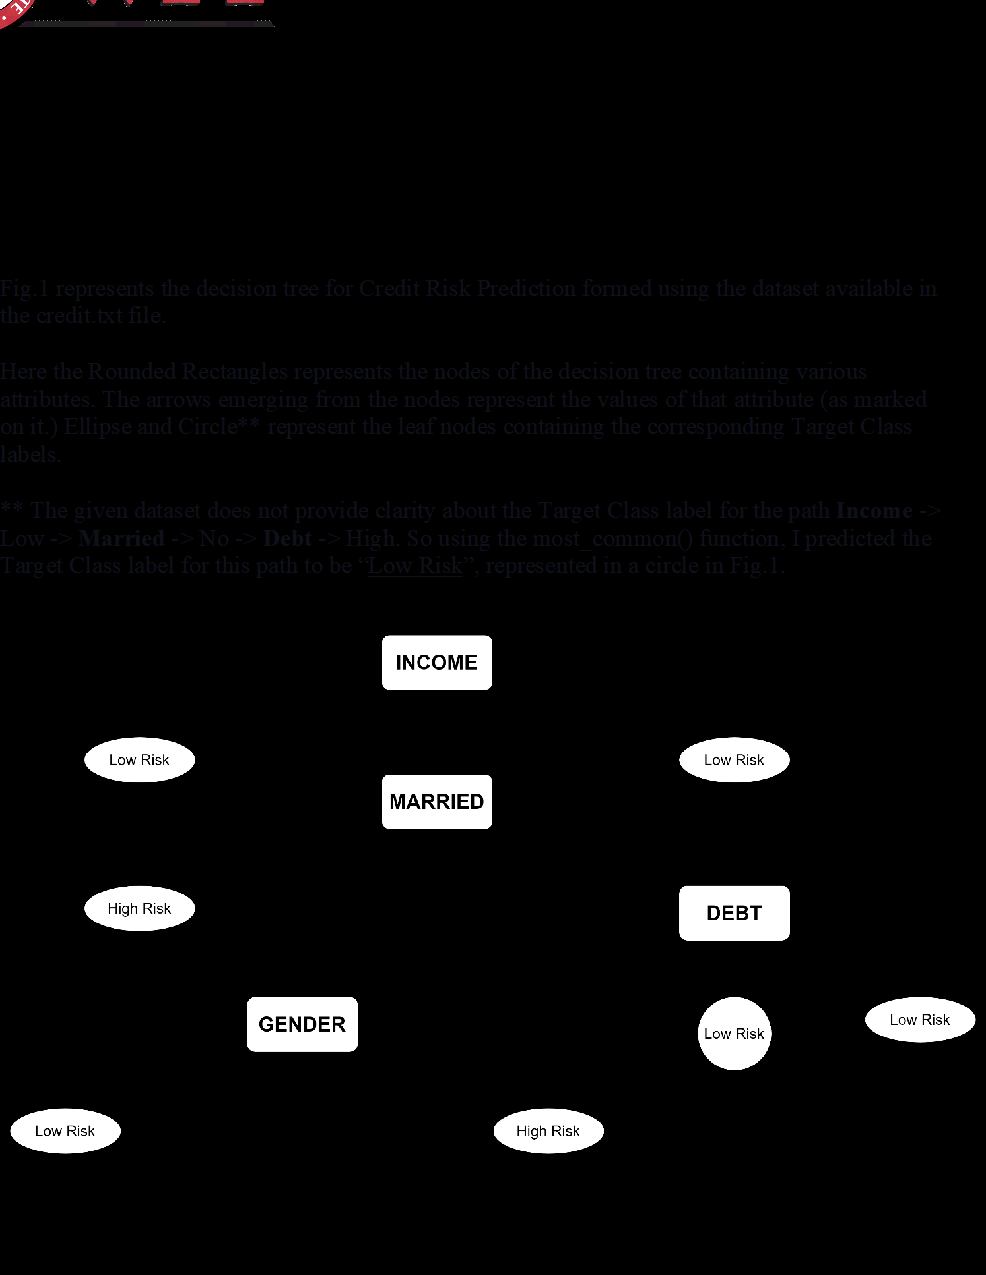 Fig.1 represents the decision tree for Credit Risk Prediction formed using the dataset available in
the credit.txt file.
Here the Rounded Rectangles represents the nodes of the decision tree containing various
attributes. The arrows emerging from the nodes represent the values of that attribute (as marked
on it.) Ellipse and Circle** represent the leaf nodes containing the corresponding Target Class
labels.
** The given dataset does not provide clarity about the Target Class label for the path Income ->
Low -> Married -> No -> Debt -> High. So using the most_common() function, I predicted the
Target Class label for this path to be “Low Risk”, represented in a circle in Fig.1.
INCOME
Low Risk
Low Risk
MARRIED
High Risk
DEBT
GENDER
Low Risk
Low Risk
Low Risk
High Risk